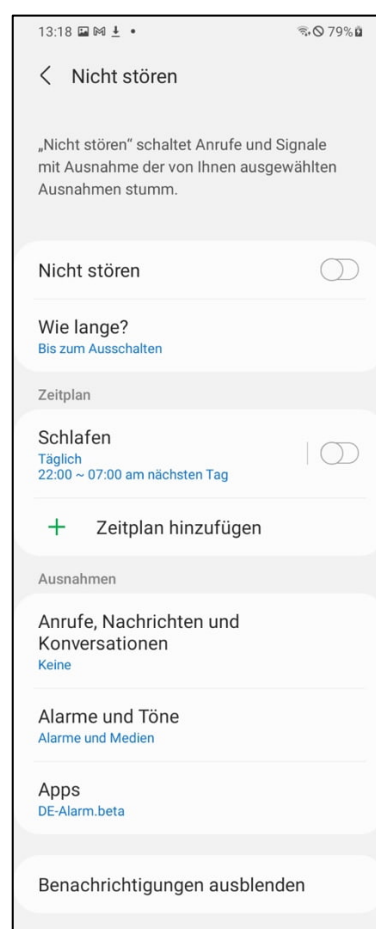 13:18
79%
Nicht stören
„Nicht stören“ schaltet Anrufe und Signale
mit Ausnahme der von Ihnen ausgewählten
Ausnahmen stumm.
Nicht stören
Wie lange?
Bis zum Ausschalten
Zeitplan
Schlafen
Täglich
22:00 ~ 07:00 am nächsten Tag
+ Zeitplan hinzufügen
Ausnahmen
Anrufe, Nachrichten und
Konversationen
Keine
Alarme und Töne
Alarme und Medien
Apps
DE-Alarm.beta
Benachrichtigungen ausblenden